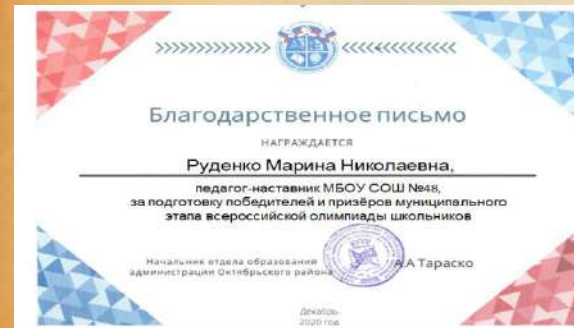 Благодарственное письмо
НАГРАЖДАЕТСЯ
Руденко Марина Николаевна,
педагог-наставник МБОУ СОШ №48,
за подготовку победителей и призёров муниципального
этапа всероссийской олимпиады школьников
Начальник отдела образования
администрации Октябрьского района
А.А Тараско
Декабрь
2020 год